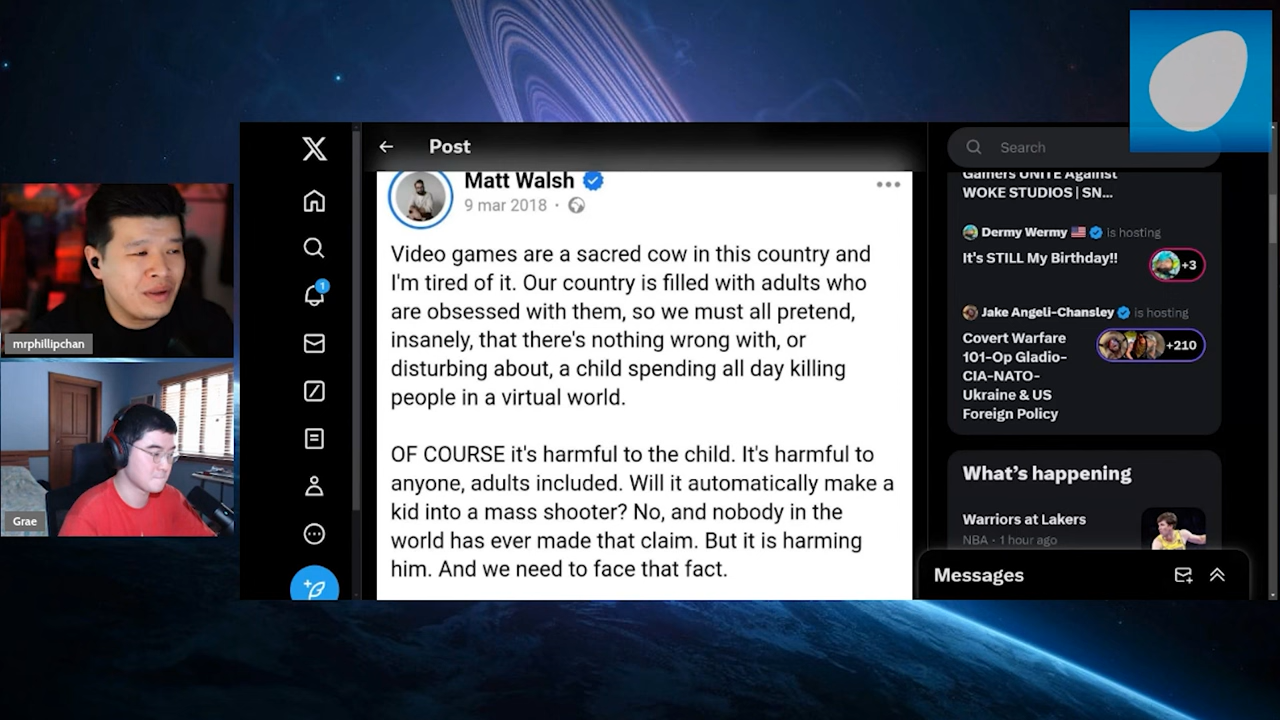 mrphillipchan
Grae
Post
Matt Walsh
9 mar 2018 ·
Video games are a sacred cow in this country and
I'm tired of it. Our country is filled with adults who
are obsessed with them, so we must all pretend,
insanely, that there's nothing wrong with, or
disturbing about, a child spending all day killing
people in a virtual world.
OF COURSE it's harmful to the child. It's harmful to
anyone, adults included. Will it automatically make a
kid into a mass shooter? No, and nobody in the
world has ever made that claim. But it is harming
him. And we need to face that fact.
1
Search
Gamers UNITE Against
WOKE STUDIOS | SN...
Dermy Wermy is hosting
It's STILL My Birthday!!
+3
Jake Angeli-Chansley is hosting
Covert Warfare
101-Op Gladio-
CIA-NATO-
Ukraine & US
Foreign Policy
+210
What's happening
Warriors at Lakers
NBA · 1 hour ago
Messages